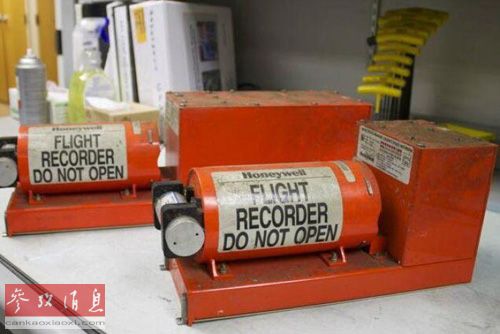 Honeywell
FLIGHT
RECORDER
DO NOT OPEN
Honeywell
FLIGHT
RECORDER
DO NOT OPEN
参考消息
cankaoxiaoxi.com